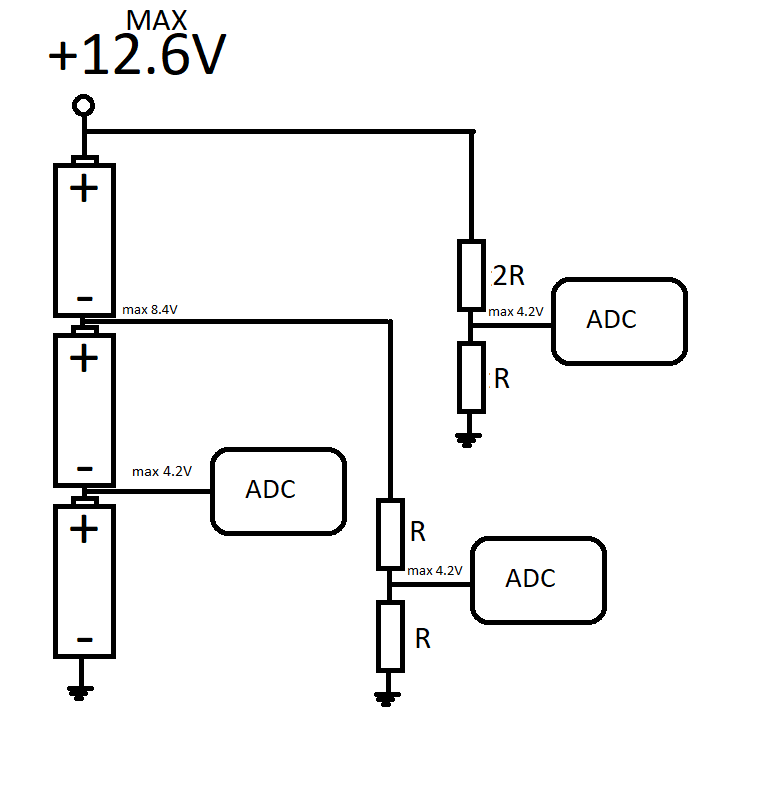 MAX
+12.6V
+
-
max 8.4V
+
-
max 4.2V
ADC
+
-
2R
max 4.2V
ADC
R
R
max 4.2V
ADC
R